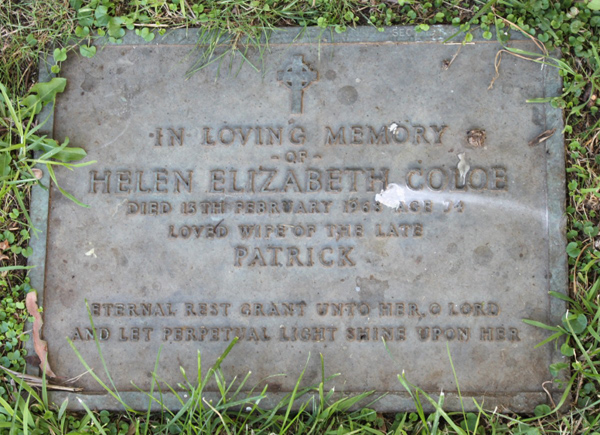 IN LOVING MEMORY
- OF -
HELEN ELIZABETH COLOE
DIED 15TH FEBRUARY AGE
LOVED WIFE OF THE LATE
PATRICK
ETERNAL REST GRANT UNTO HER, O LORD
AND LET PERPETUAL LIGHT SHINE UPON HER